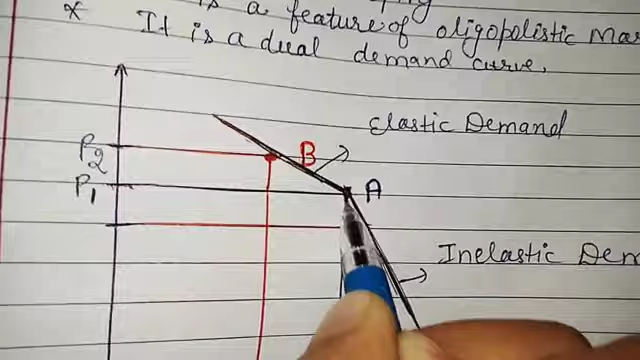 is a feature of oligopolistic Mar
* It is a dual demand curve.
Elastic Demand
P2
B
P1
A
Inelastic Dem